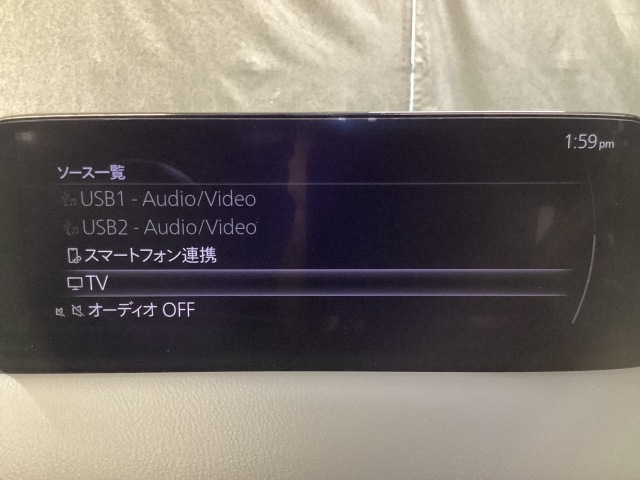 1:59pm
ソース一覧
USB1 - Audio/Video
USB2 - Audio/Video
スマートフォン連携
TV
オーディオ OFF